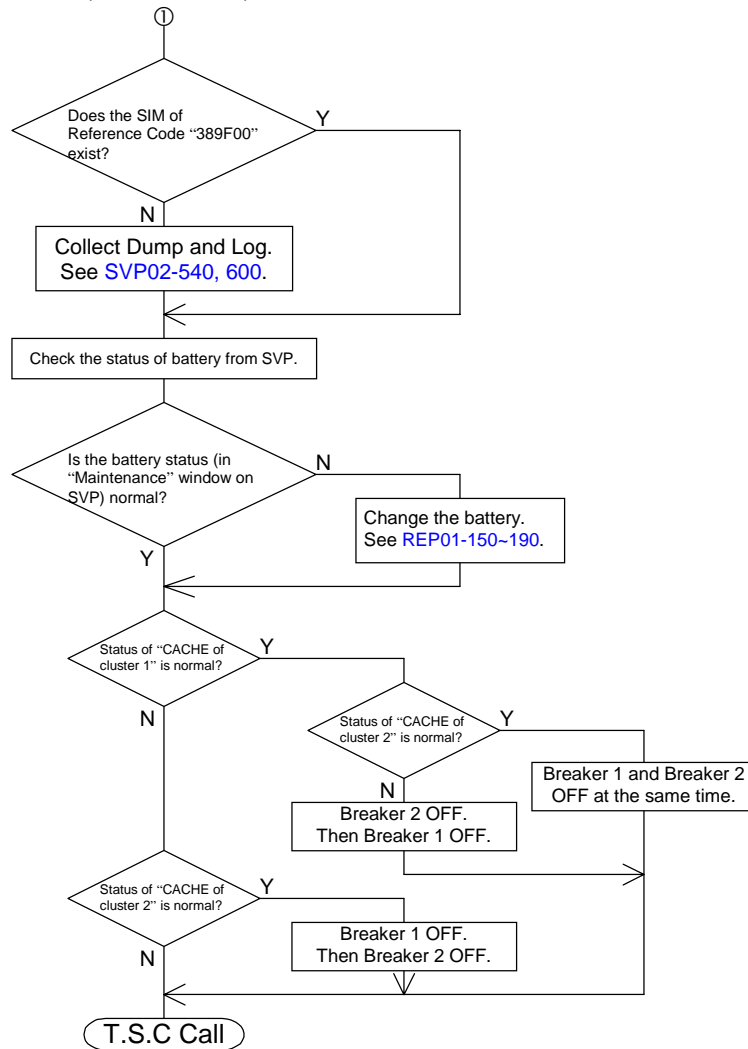 ①
Does the SIM of
Reference Code “389F00”
exist?
Y
N
Collect Dump and Log.
See SVP02-540, 600.
Check the status of battery from SVP.
Is the battery status (in
“Maintenance” window on
SVP) normal?
N
Change the battery.
See REP01-150~190.
Y
Status of “CACHE of
cluster 1” is normal?
Y
N
Status of “CACHE of
cluster 2” is normal?
Y
Breaker 1 and Breaker 2
OFF at the same time.
N
Breaker 2 OFF.
Then Breaker 1 OFF.
Status of “CACHE of
cluster 2” is normal?
Y
Breaker 1 OFF.
Then Breaker 2 OFF.
N
T.S.C Call